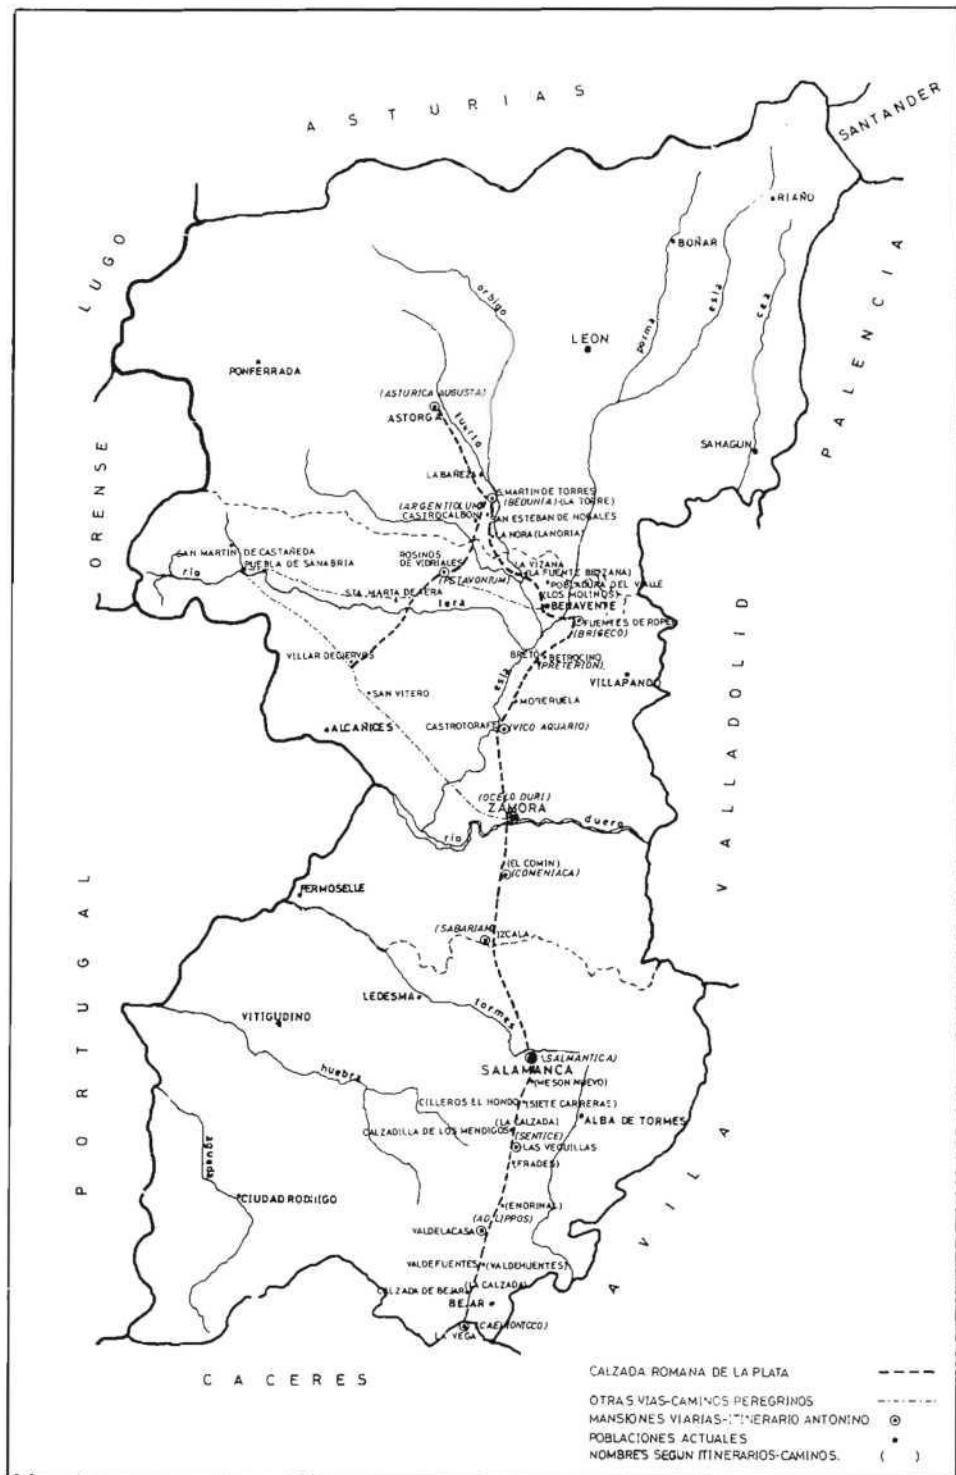 ASTURIAS
SANTANDER
LUGO
PALENCIA
RIAÑO
BOÑAR
orbigo
porma
esla
cea
LEON
PONFERRADA
(ASTURICA AUGUSTA)
ASTORGA
tuerto
SAHAGUN
ORENSE
LA BAÑEZA
S.MARTIN DE TORRES
(BEDUNIA)-(LA TORRE)
(ARGENTIOLUM)
CASTROCALBON
SAN ESTEBAN DE NOGALES
LA NORA (LA NORIA)
SAN MARTIN DE CASTAÑEDA
PUEBLA DE SANABRIA
río
ROSINOS
DE VIDRIALES
LA VIZANA
(LA FUENTE BIZZANA)
(PETAVONIUM)
POBLADURA DEL VALLE
(LOS MOLINOS)
STA MARTA DE TERA
tera
BENAVENTE
FUENTES DE ROPEL
(BRIGECO)
VILLAR DE CIERVOS
BRETO
BETROCINO
(PRETERION)
esla
VILLAPANDO
SAN VITERO
MORERUELA
ALCAÑICES
CASTROTORAFE
(VICO AQUARIO)
VALLADOLID
(OCELO DURI)
ZAMORA
río
duero
(EL COMIN)
(COMENIACA)
FERMOSELLE
PORTUGAL
(SABARIAM)
IZCALA
LEDESMA
tormes
VITIGUDINO
(SALMANTICA)
SALAMANCA
huebra
(MESON NUEVO)
CILLEROS EL HONDO
(SIETE CARRERAS)
(LA CALZADA)
ALBA DE TORMES
CALZADILLA DE LOS MENDIGOS
(SENTICE)
LAS VEGUILLAS
agueda
(FRADES)
AVILA
CIUDAD RODRIGO
(ENDRINAL)
(AD LIPPOS)
VALDELACASA
VALDEFUENTES
(VALDEHUENTES)
(LA CALZADA)
CALZADA DE BEJAR
BEJAR
LA VEGA
CACERES
CALZADA ROMANA DE LA PLATA
OTRAS VIAS-CAMINOS PEREGRINOS
MANSIONES VIARIAS-ITINERARIO ANTONINO
POBLACIONES ACTUALES
NOMBRES SEGUN ITINERARIOS-CAMINOS. ( )